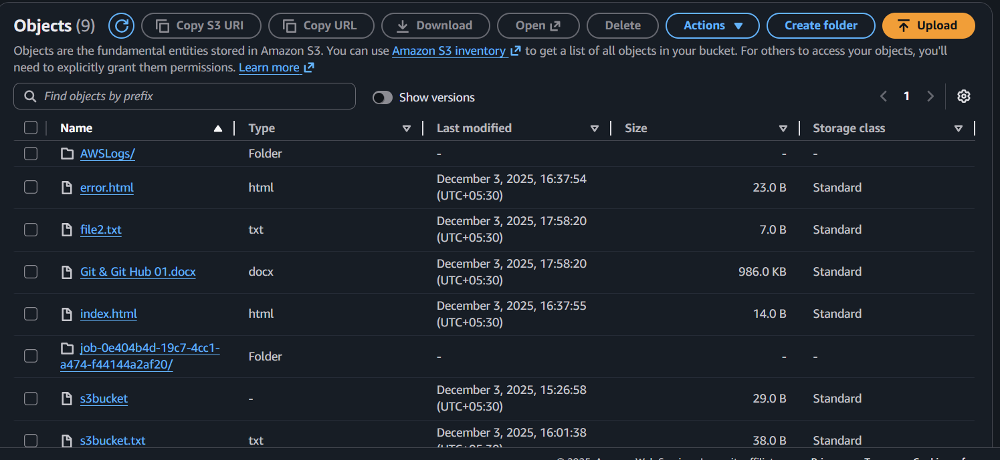 Objects (9) Copy S3 URI Copy URL Download Open Delete Actions Create folder Upload
Objects are the fundamental entities stored in Amazon S3. You can use Amazon S3 inventory to get a list of all objects in your bucket. For others to access your objects, you'll
need to explicitly grant them permissions. Learn more
Find objects by prefix Show versions 1
Name Type Last modified Size Storage class
AWSLogs/ Folder - - -
error.html html December 3, 2025, 16:37:54 (UTC+05:30) 23.0 B Standard
file2.txt txt December 3, 2025, 17:58:20 (UTC+05:30) 7.0 B Standard
Git & Git Hub 01.docx docx December 3, 2025, 17:58:20 (UTC+05:30) 986.0 KB Standard
index.html html December 3, 2025, 16:37:55 (UTC+05:30) 14.0 B Standard
job-0e404b4d-19c7-4cc1-
a474-f44144a2af20/ Folder - - -
s3bucket - December 3, 2025, 15:26:58 (UTC+05:30) 29.0 B Standard
s3bucket.txt txt December 3, 2025, 16:01:38 38.0 B Standard